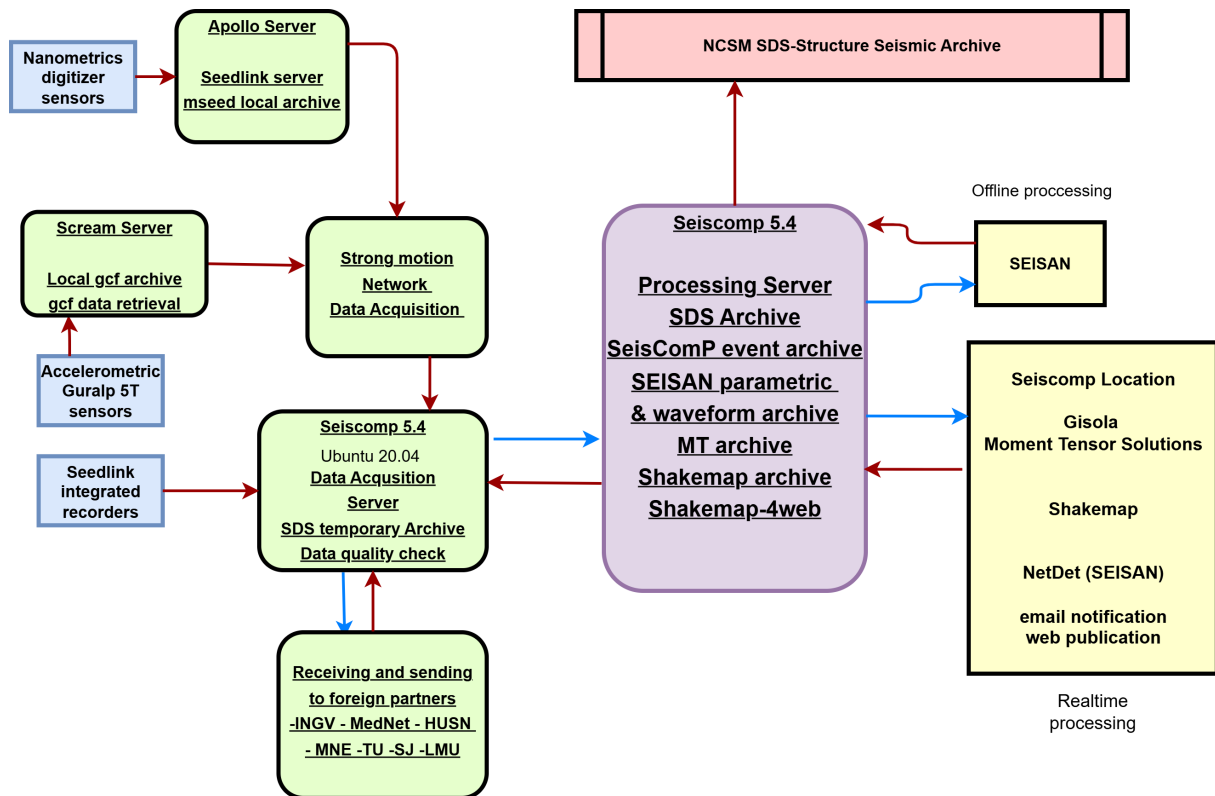 Apollo Server
Seedlink server
mseed local archive
Nanometrics
digitizer
sensors
NCSM SDS-Structure Seismic Archive
Scream Server
Local gcf archive
gcf data retrieval
Strong motion
Network
Data Acquisition
Accelerometric
Guralp 5T
sensors
Seedlink
integrated
recorders
Seiscomp 5.4
Ubuntu 20.04
Data Acqusition
Server
SDS temporary Archive
Data quality check
Receiving and sending
to foreign partners
-INGV - MedNet - HUSN
- MNE -TU -SJ -LMU
Seiscomp 5.4
Processing Server
SDS Archive
SeisComP event archive
SEISAN parametric
& waveform archive
MT archive
Shakemap archive
Shakemap-4web
Offline proccessing
SEISAN
Seiscomp Location
Gisola
Moment Tensor Solutions
Shakemap
NetDet (SEISAN)
email notification
web publication
Realtime
processing